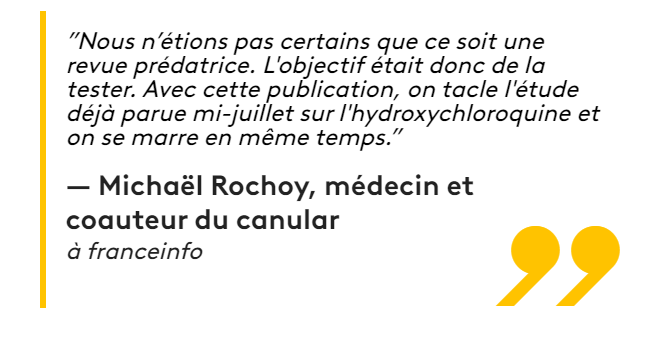 ”Nous n’étions pas certains que ce soit une
revue prédatrice. L'objectif était donc de la
tester. Avec cette publication, on tacle l'étude
déjà parue mi-juillet sur l'hydroxychloroquine et
on se marre en même temps.”
— Michaël Rochoy, médecin et
coauteur du canular
à franceinfo